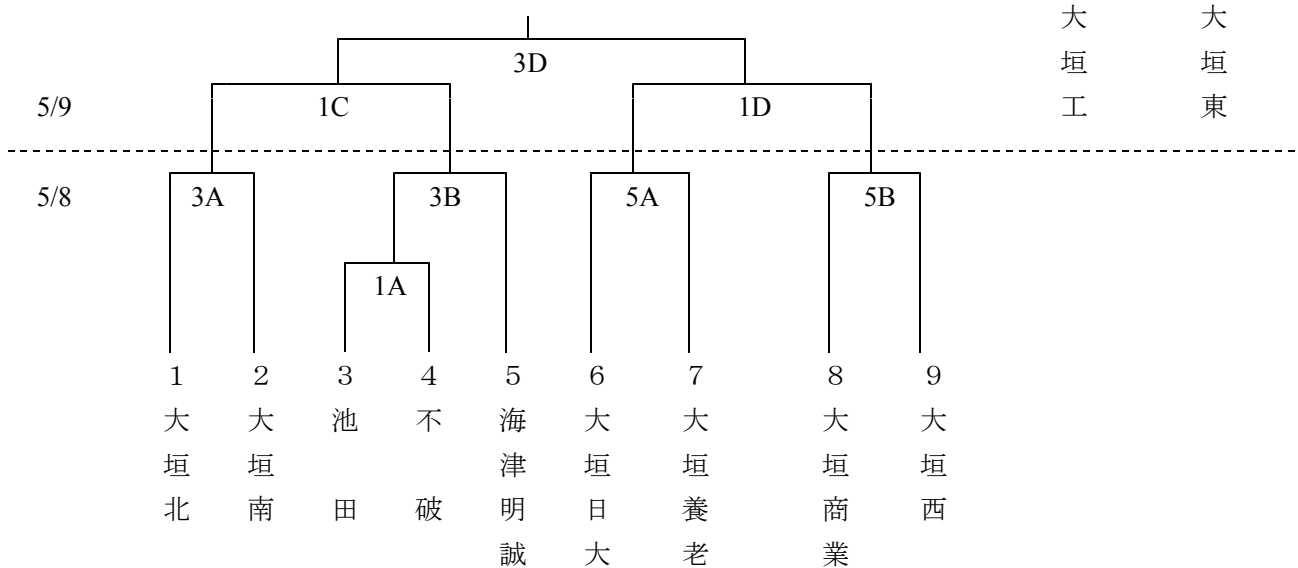 大垣工
大垣東
3D
5/9
1C
1D
5/8
3A
3B
5A
5B
1A
1 2 3 4 5 6 7 8 9
大垣北
大垣南
池田
不破
海津明誠
大垣日大
大垣養老
大垣商業
大垣西